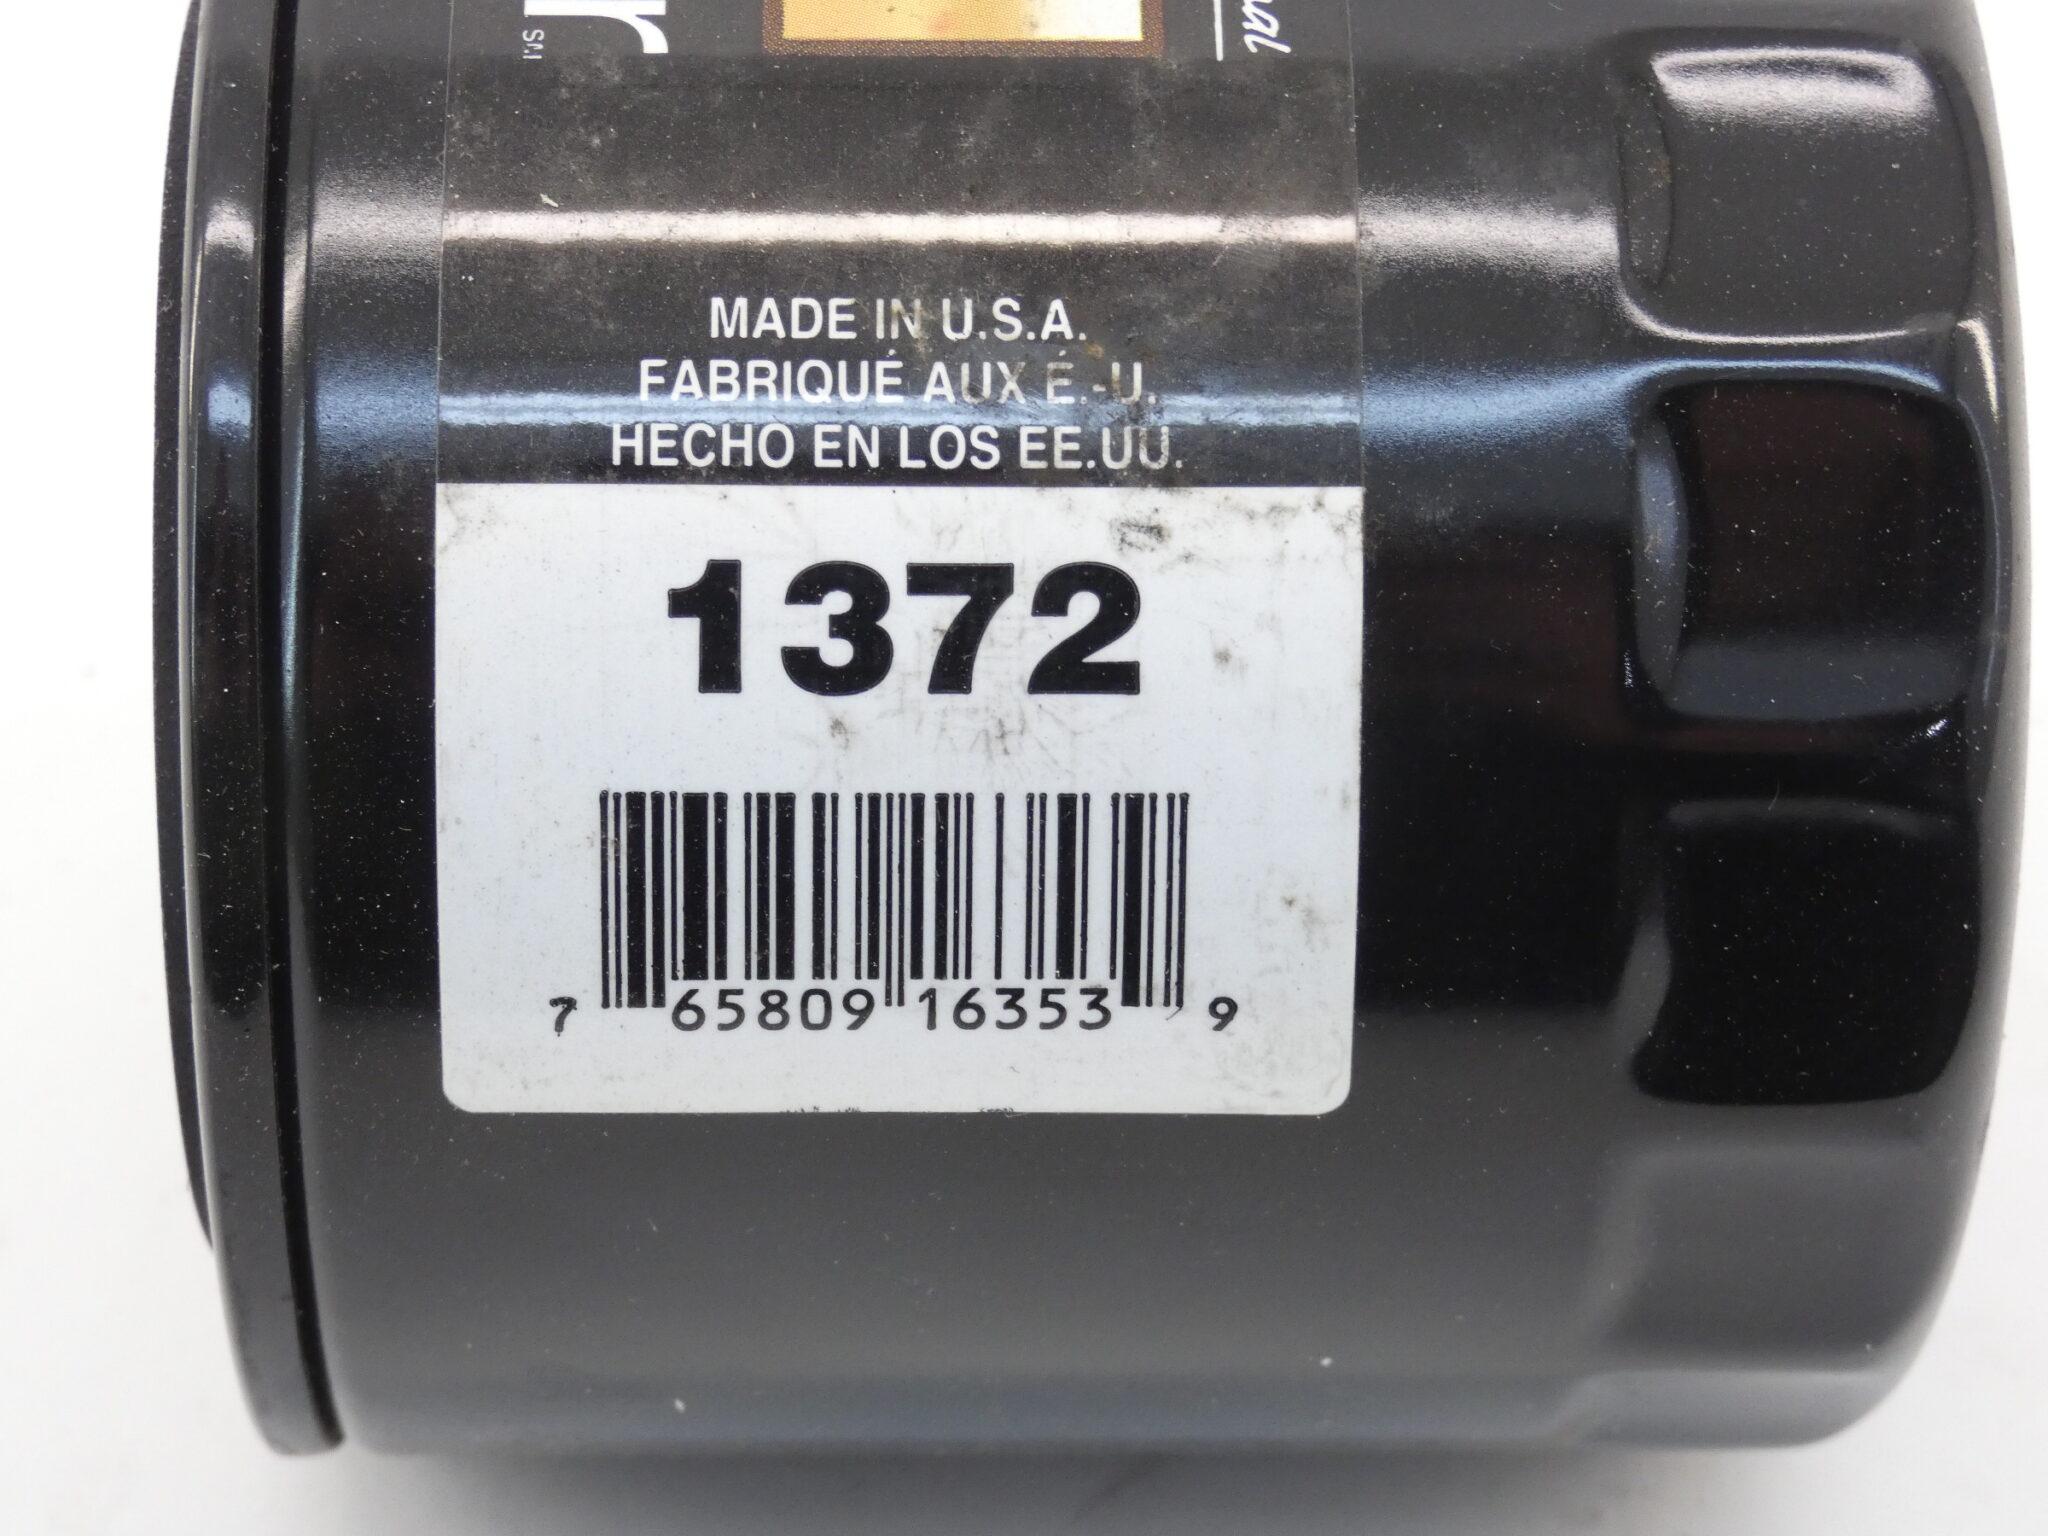 MADE IN U.S.A.
FABRIQUÉ AUX É.-U.
HECHO EN LOS EE.UU.
1372
7 65809 16353 9